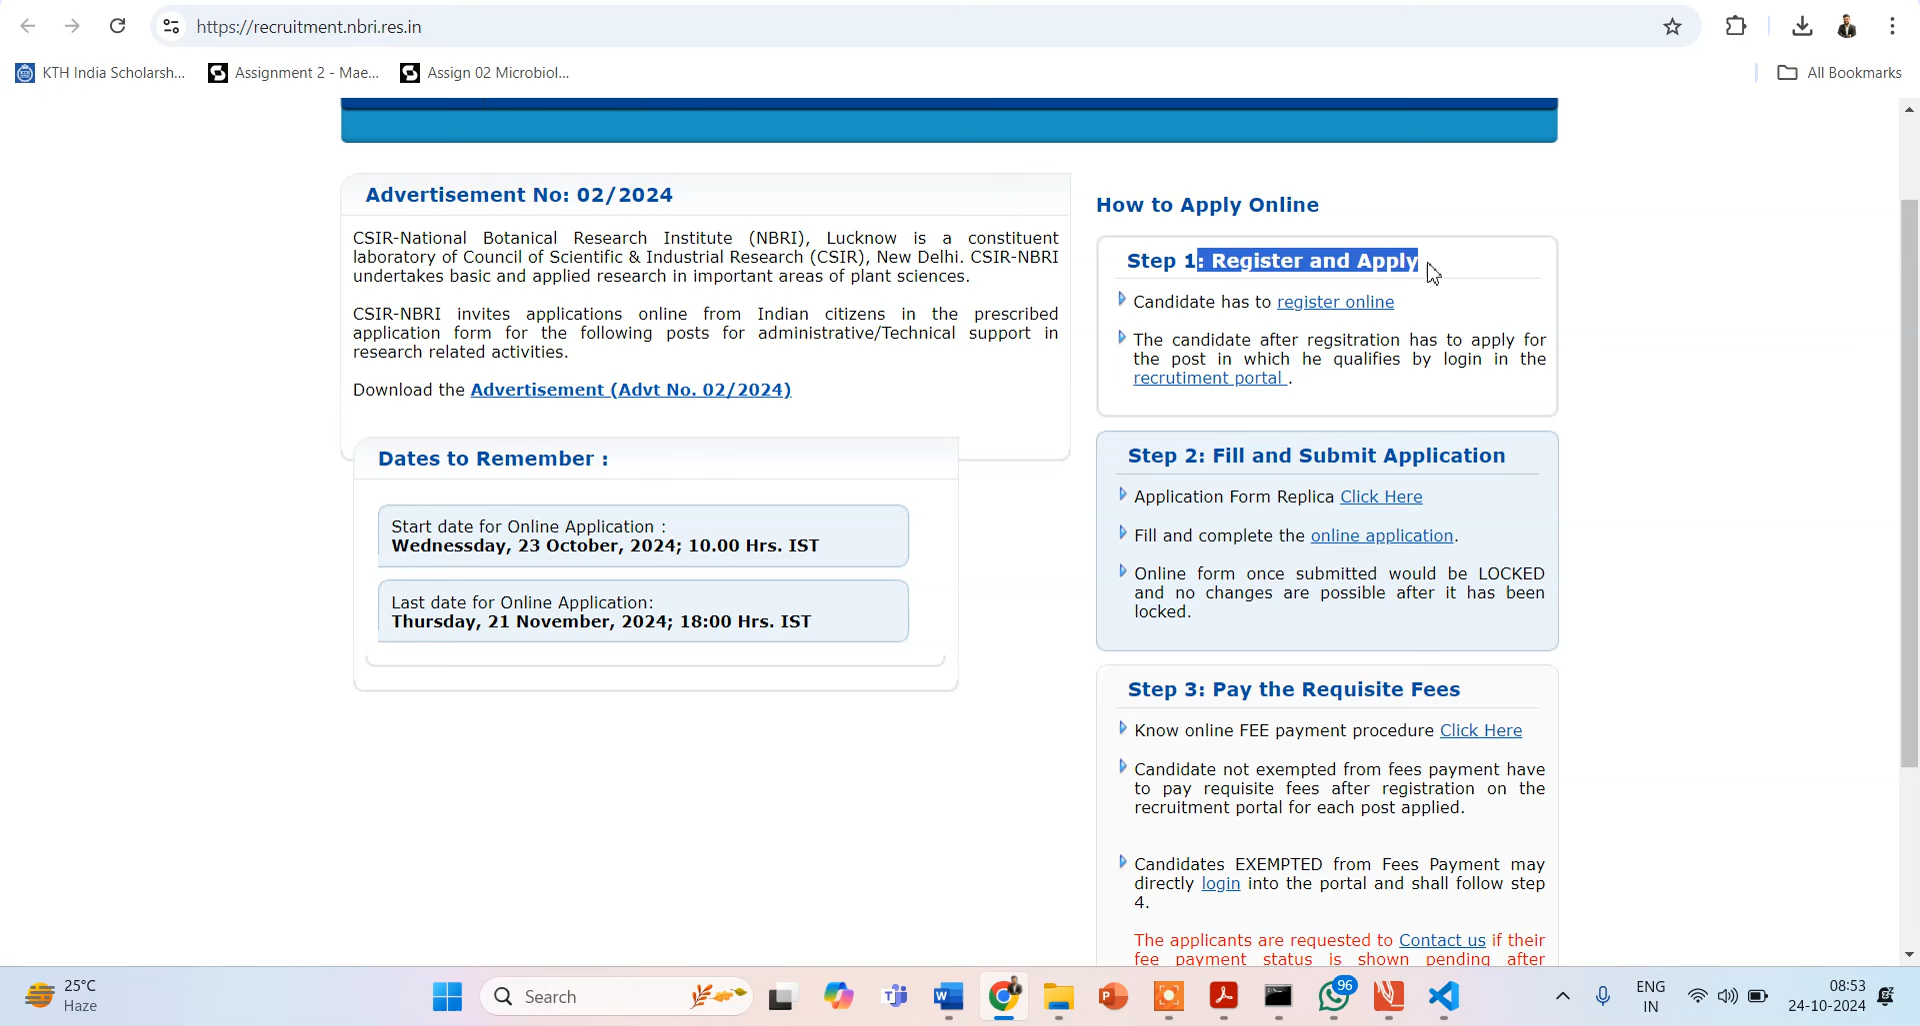 https://recruitment.nbri.res.in
KTH India Scholarsh...
Assignment 2 - Mae...
Assign 02 Microbiol...
All Bookmarks
Advertisement No: 02/2024
CSIR-National Botanical Research Institute (NBRI), Lucknow is a constituent
laboratory of Council of Scientific & Industrial Research (CSIR), New Delhi. CSIR-NBRI
undertakes basic and applied research in important areas of plant sciences.
CSIR-NBRI invites applications online from Indian citizens in the prescribed
application form for the following posts for administrative/Technical support in
research related activities.
Download the Advertisement (Advt No. 02/2024)
Dates to Remember :
Start date for Online Application :
Wednessday, 23 October, 2024; 10.00 Hrs. IST
Last date for Online Application:
Thursday, 21 November, 2024; 18:00 Hrs. IST
How to Apply Online
Step 1: Register and Apply
Candidate has to register online
The candidate after regsitration has to apply for
the post in which he qualifies by login in the
recrutiment portal .
Step 2: Fill and Submit Application
Application Form Replica Click Here
Fill and complete the online application.
Online form once submitted would be LOCKED
and no changes are possible after it has been
locked.
Step 3: Pay the Requisite Fees
Know online FEE payment procedure Click Here
Candidate not exempted from fees payment have
to pay requisite fees after registration on the
recruitment portal for each post applied.
Candidates EXEMPTED from Fees Payment may
directly login into the portal and shall follow step
4.
The applicants are requested to Contact us if their
fee payment status is shown pending after
25°C
Haze
Search
96
ENG
IN
08:53
24-10-2024